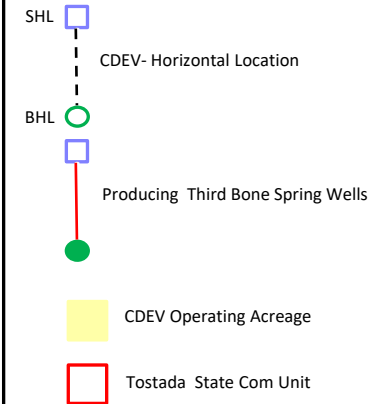 SHL
CDEV- Horizontal Location
BHL
Producing Third Bone Spring Wells
CDEV Operating Acreage
Tostada State Com Unit